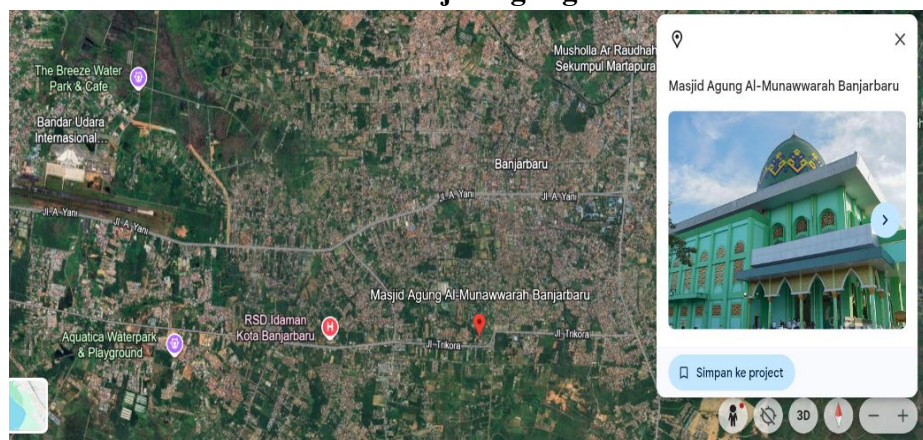 The Breeze Water
Park & Cafe
Bandar Udara
Internasional...
Jl. A. Yani
Jl. A. Yani
Musholla Ar Raudhah
Sekumpul Martapura
Banjarbaru
Jl. A. Yani
Jl. A. Yani
Masjid Agung Al-Munawwarah Banjarbaru
RSD Idaman
Kota Banjarbaru
H
Aquatica Waterpark
& Playground
Jl. Trikora
Jl. Trikora
Masjid Agung Al-Munawwarah Banjarbaru
Simpan ke project
3D